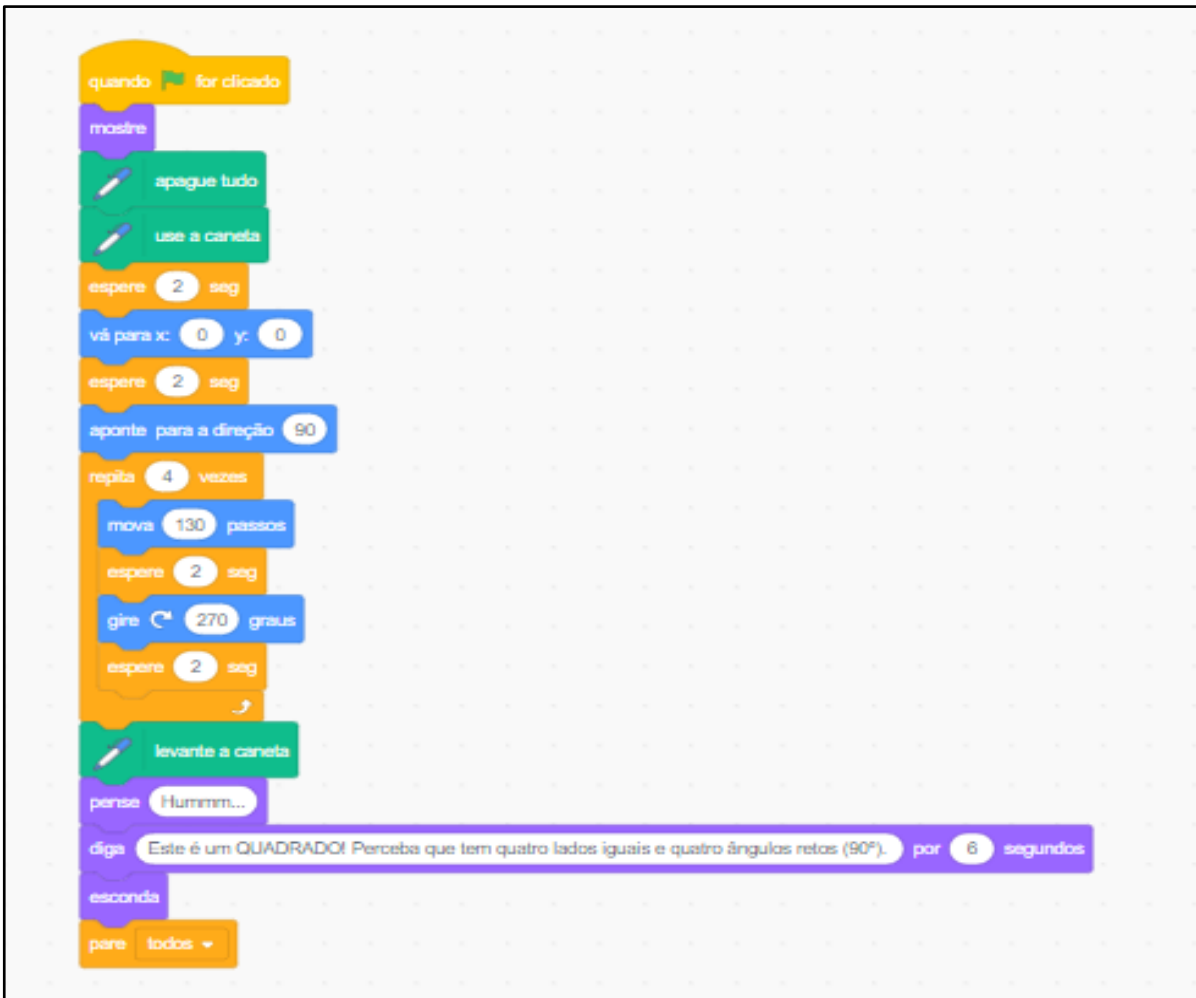 quando for clicado
mostre
apague tudo
use a caneta
espere 2 seg
vá para x: 0 y: 0
espere 2 seg
aponte para a direção 90
repita 4 vezes
mova 130 passos
espere 2 seg
gire 270 graus
espere 2 seg
levante a caneta
pense Hummm...
diga Este é um QUADRADO! Perceba que tem quatro lados iguais e quatro ângulos retos (90º). por 6 segundos
esconda
pare todos